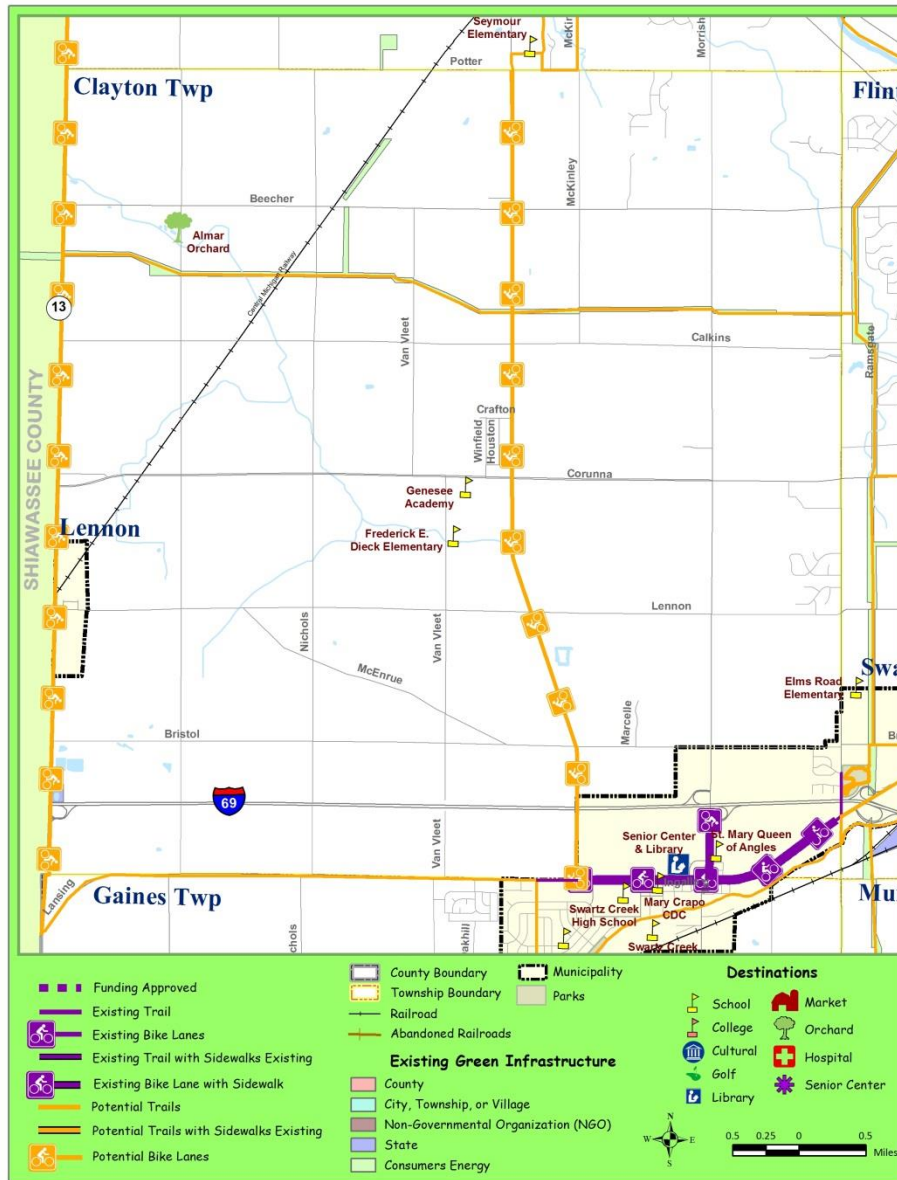 Seymour
Elementary
McKin
Morrish
Potter
Clayton Twp
Flint
Beecher
McKinley
Almar
Orchard
Central Michigan Railway
13
Van Vleet
Calkins
Ramsgate
SHIAWASSEE COUNTY
Crafton
Winfield
Houston
Corunna
Genesee
Academy
Lennon
Frederick E.
Dieck Elementary
Lennon
Nichols
Van Vleet
McEnrue
Elms Road
Elementary
Swa
Bristol
Marcelle
69
Van Vleet
Senior Center
& Library
St. Mary Queen
of Angles
Lansing
Gaines Twp
Swartz Creek
High School
Mary Crapo
CDC
Mu
Swartz Creek
Funding Approved
Existing Trail
Existing Bike Lanes
Existing Trail with Sidewalks Existing
Existing Bike Lane with Sidewalk
Potential Trails
Potential Trails with Sidewalks Existing
Potential Bike Lanes
County Boundary
Township Boundary
Railroad
Abandoned Railroads
Municipality
Parks
Existing Green Infrastructure
County
City, Township, or Village
Non-Governmental Organization (NGO)
State
Consumers Energy
Destinations
School
College
Cultural
Golf
Library
Market
Orchard
Hospital
Senior Center
N
W
E
S
0.5 0.25 0 0.5
Miles